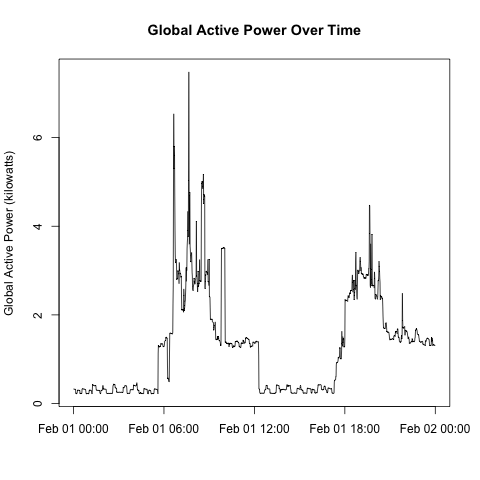 Global Active Power Over Time
Global Active Power (kilowatts)
6
4
2
0
Feb 01 00:00 Feb 01 06:00 Feb 01 12:00 Feb 01 18:00 Feb 02 00:00